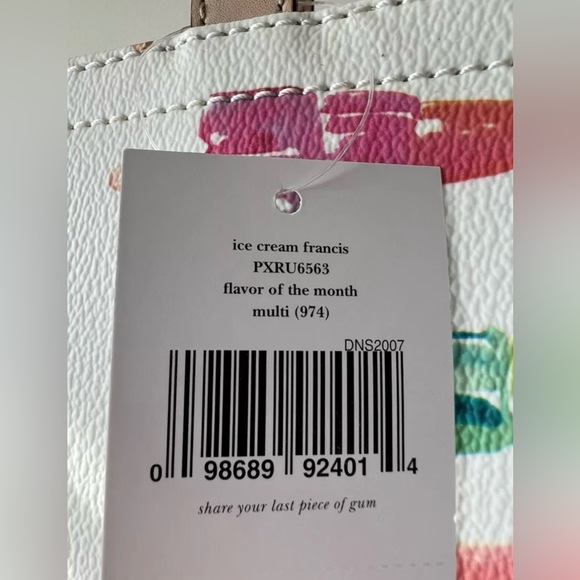 ice cream francis
PXRU6563
flavor of the month
multi (974)
DNS2007
0 98689 92401 4
share your last piece of gum